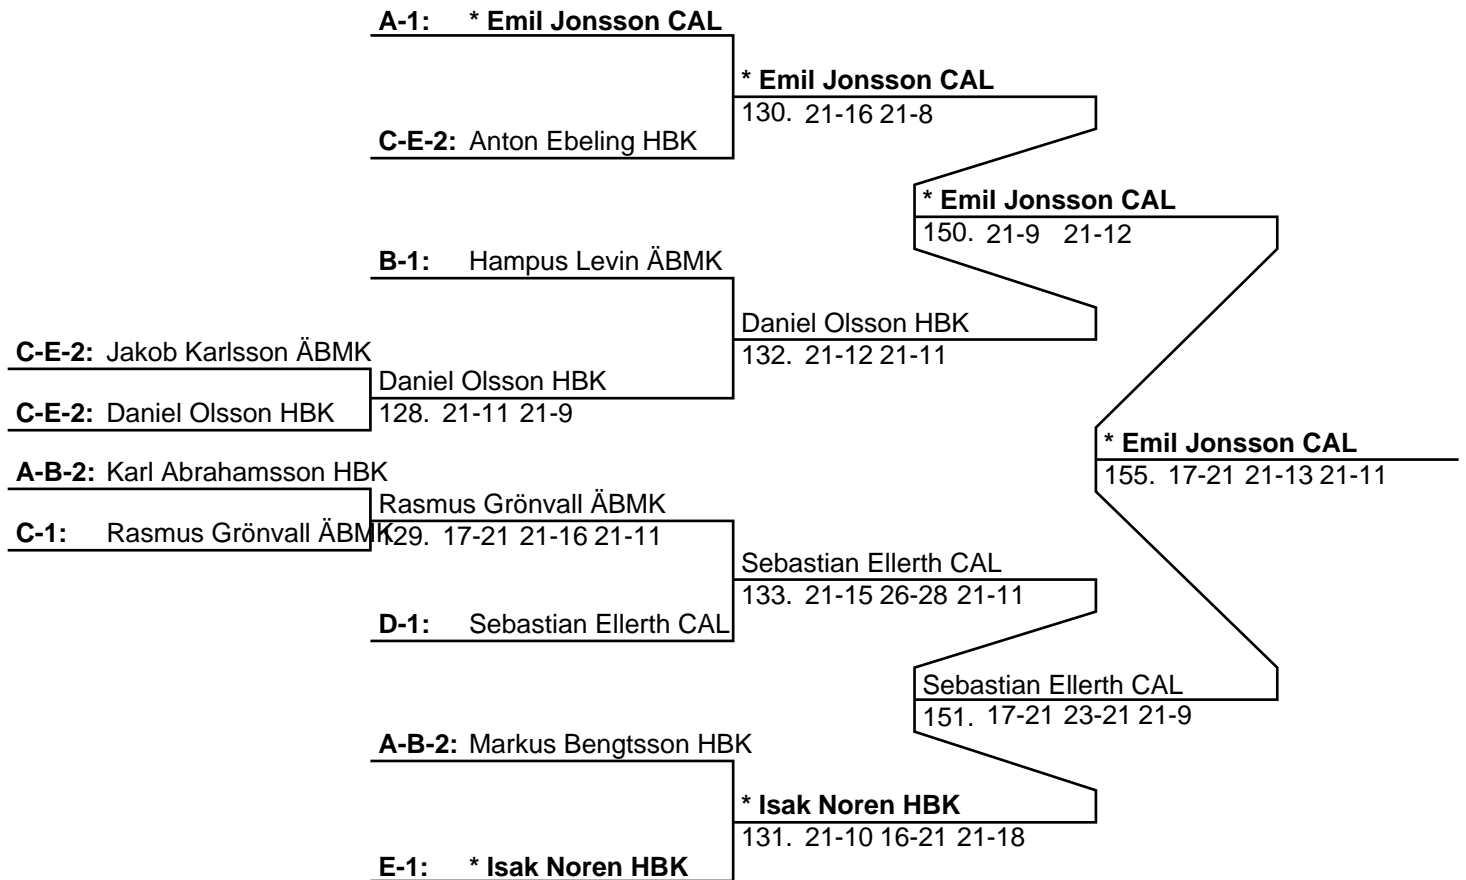 A-1: * Emil Jonsson CAL
* Emil Jonsson CAL
130. 21-16 21-8
C-E-2: Anton Ebeling HBK
* Emil Jonsson CAL
150. 21-9 21-12
B-1: Hampus Levin ÄBMK
Daniel Olsson HBK
132. 21-12 21-11
C-E-2: Jakob Karlsson ÄBMK
Daniel Olsson HBK
128. 21-11 21-9
C-E-2: Daniel Olsson HBK
* Emil Jonsson CAL
155. 17-21 21-13 21-11
A-B-2: Karl Abrahamsson HBK
Rasmus Grönvall ÄBMK
129. 17-21 21-16 21-11
C-1: Rasmus Grönvall ÄBMK
Sebastian Ellerth CAL
133. 21-15 26-28 21-11
D-1: Sebastian Ellerth CAL
Sebastian Ellerth CAL
151. 17-21 23-21 21-9
A-B-2: Markus Bengtsson HBK
* Isak Noren HBK
131. 21-10 16-21 21-18
E-1: * Isak Noren HBK